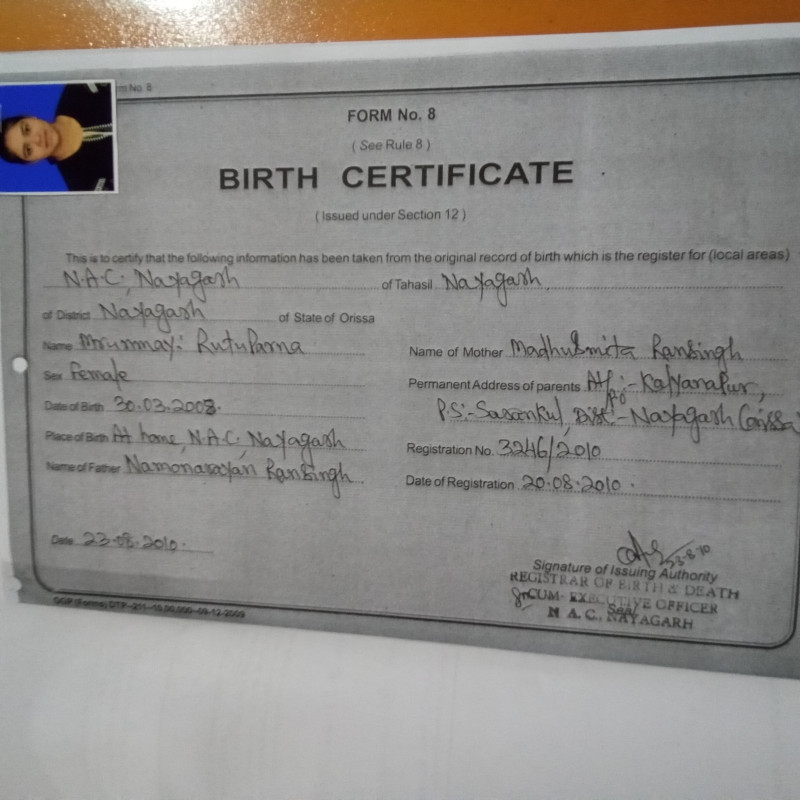 m No. 8
FORM No. 8
( See Rule 8 )
BIRTH CERTIFICATE
( Issued under Section 12 )
This is to certify that the following information has been taken from the original record of birth which is the register for (local areas)
N.A.C; Nayagarh of Tahasil Nayagarh.
of District Nayagarh of State of Orissa
Name Mrunmayi RutuParna
Name of Mother Madhusmita Ransingh
Sex Female
Permanent Address of parents At/Po:-Kalyanapur,
P.S:-Sarankul, Dist:-Nayagarh (orissa)
Date of Birth 30.03.2008.
Place of Birth At home, N.A.C, Nayagarh
Registration No. 3246/2010
Name of Father Namonarayan Ransingh.
Date of Registration 20.08.2010.
Date 23.08.2010.
Signature of Issuing Authority
REGISTRAR OF BIRTH & DEATH
CUM- EXECUTIVE OFFICER
Seal
N A. C., NAYAGARH